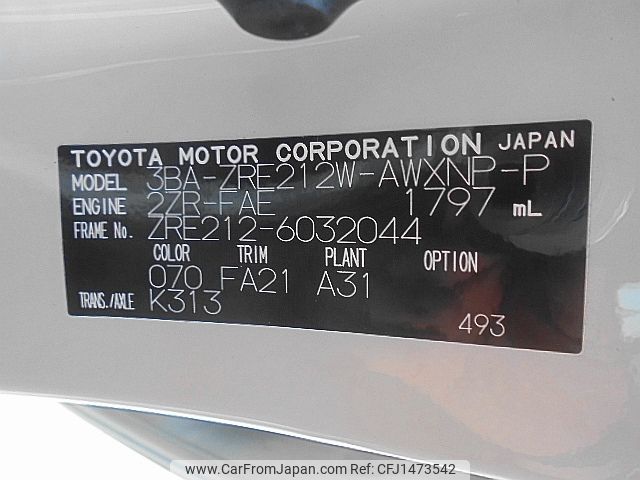 TOYOTA MOTOR CORPORATION JAPAN
MODEL 3BA-ZRE212W-AWXNP-P
ENGINE 2ZR-FAE 1797 mL
FRAME No. ZRE212-6032044
COLOR TRIM PLANT OPTION
070 FA21 A31
TRANS./AXLE K313
493
www.CarFromJapan.com | CFJ1473542